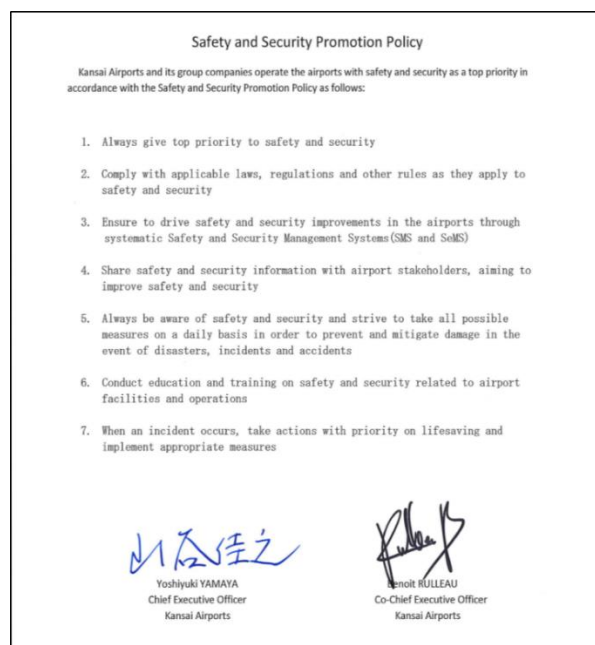 Safety and Security Promotion Policy
Kansai Airports and its group companies operate the airports with safety and security as a top priority in
accordance with the Safety and Security Promotion Policy as follows:
1. Always give top priority to safety and security
2. Comply with applicable laws, regulations and other rules as they apply to
safety and security
3. Ensure to drive safety and security improvements in the airports through
systematic Safety and Security Management Systems(SMS and SeMS)
4. Share safety and security information with airport stakeholders, aiming to
improve safety and security
5. Always be aware of safety and security and strive to take all possible
measures on a daily basis in order to prevent and mitigate damage in the
event of disasters, incidents and accidents
6. Conduct education and training on safety and security related to airport
facilities and operations
7. When an incident occurs, take actions with priority on lifesaving and
implement appropriate measures
山谷佳之
Yoshiyuki YAMAYA
Chief Executive Officer
Kansai Airports
Benoit RULLEAU
Co-Chief Executive Officer
Kansai Airports